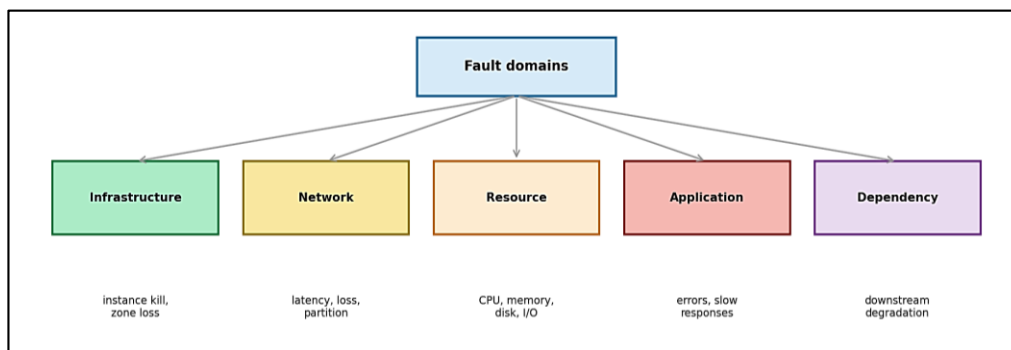 Fault domains
Infrastructure
Network
Resource
Application
Dependency
instance kill,
zone loss
latency, loss,
partition
CPU, memory,
disk, I/O
errors, slow
responses
downstream
degradation